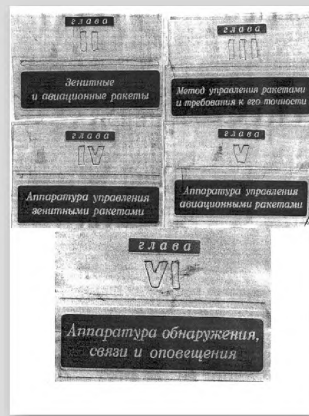 глава
II
Зенитные
и авиационные ракеты
глава
III
Метод управления ракетами
и требования к его точности
глава
IV
Аппаратура управления
зенитными ракетами
глава
V
Аппаратура управления
авиационными ракетами
глава
VI
Аппаратура обнаружения,
связи и оповещения